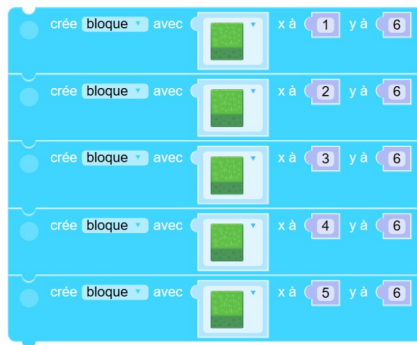 crée bloque avec x à 1 y à 6
crée bloque avec x à 2 y à 6
crée bloque avec x à 3 y à 6
crée bloque avec x à 4 y à 6
crée bloque avec x à 5 y à 6